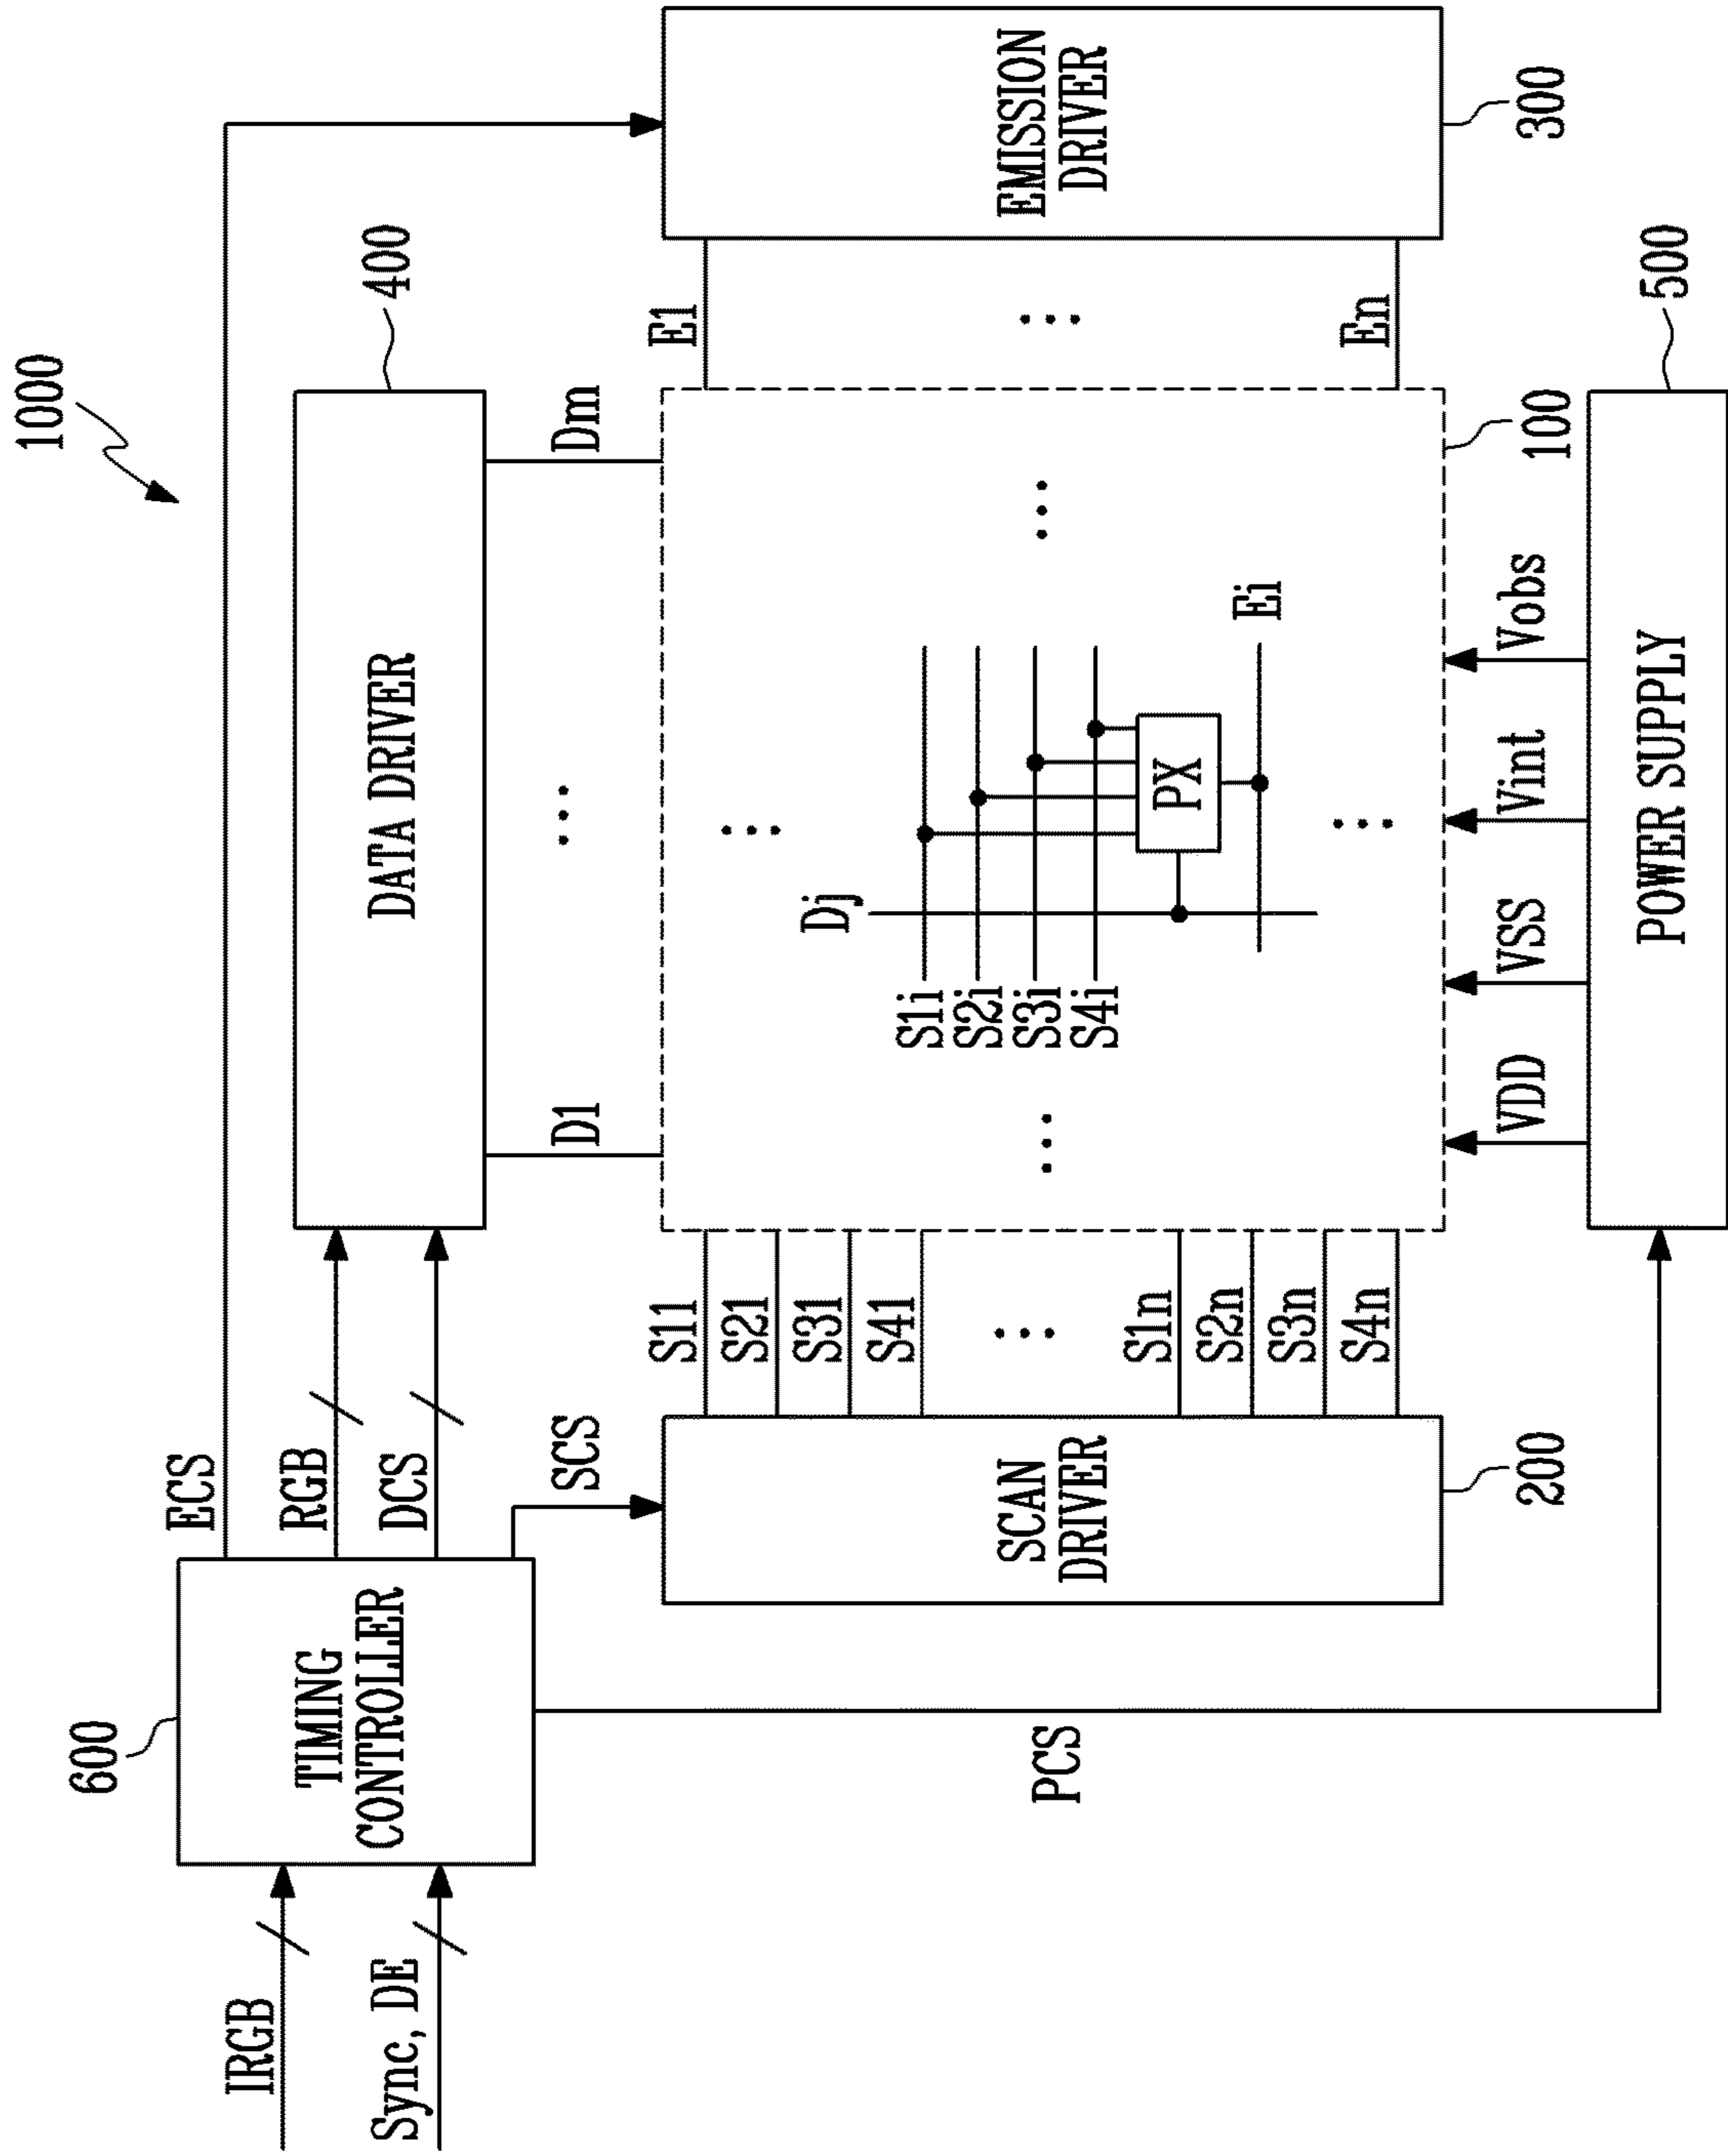 1000
600
IRGB
Sync, DE
TIMING
CONTROLLER
ECS
RGB
DCS
SCS
PCS
DATA DRIVER
400
D1
...
Dm
SCAN
DRIVER
200
S11
S21
S31
S41
...
S1n
S2n
S3n
S4n
...
...
Dj
S1i
S2i
S3i
S4i
PX
Ei
...
...
100
E1
...
En
EMISSION
DRIVER
300
VDD
VSS
Vint
Vobs
POWER SUPPLY
500